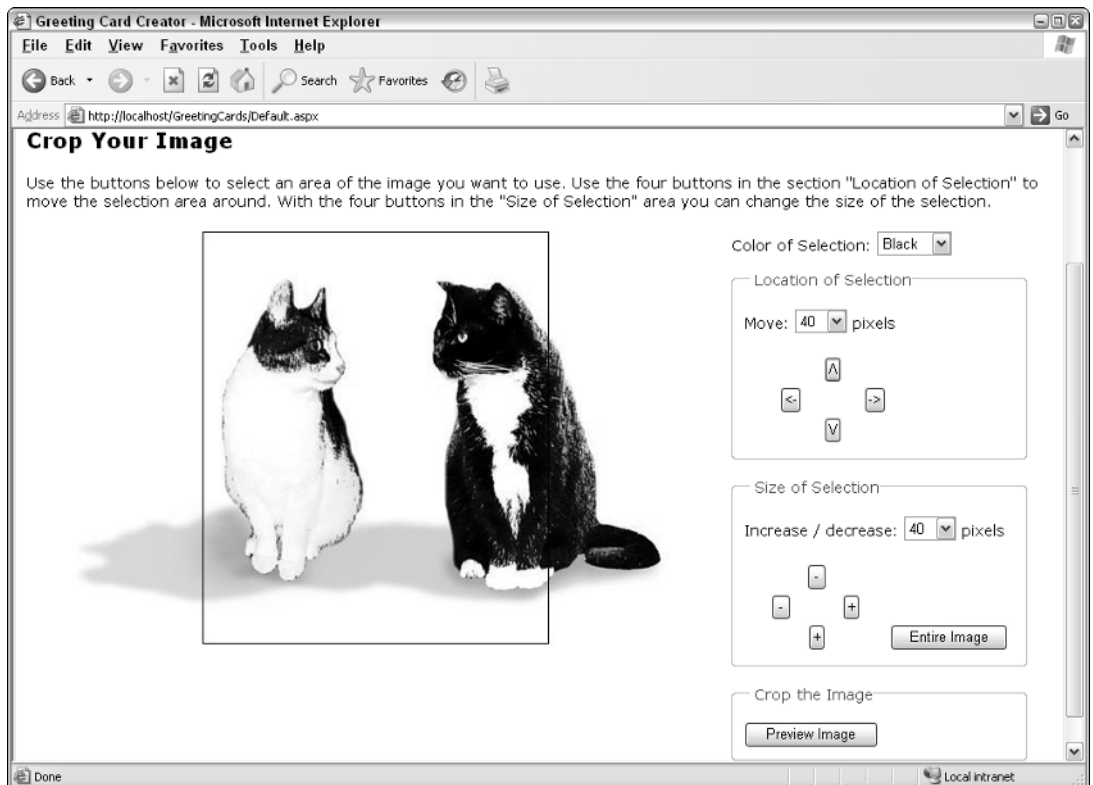 Greeting Card Creator - Microsoft Internet Explorer
File Edit View Favorites Tools Help
Back Search Favorites
Address http://localhost/GreetingCards/Default.aspx Go
Crop Your Image
Use the buttons below to select an area of the image you want to use. Use the four buttons in the section "Location of Selection" to
move the selection area around. With the four buttons in the "Size of Selection" area you can change the size of the selection.
Color of Selection: Black
Location of Selection
Move: 40 pixels
Λ
<- ->
V
Size of Selection
Increase / decrease: 40 pixels
-
- +
+ Entire Image
Crop the Image
Preview Image
Done Local intranet